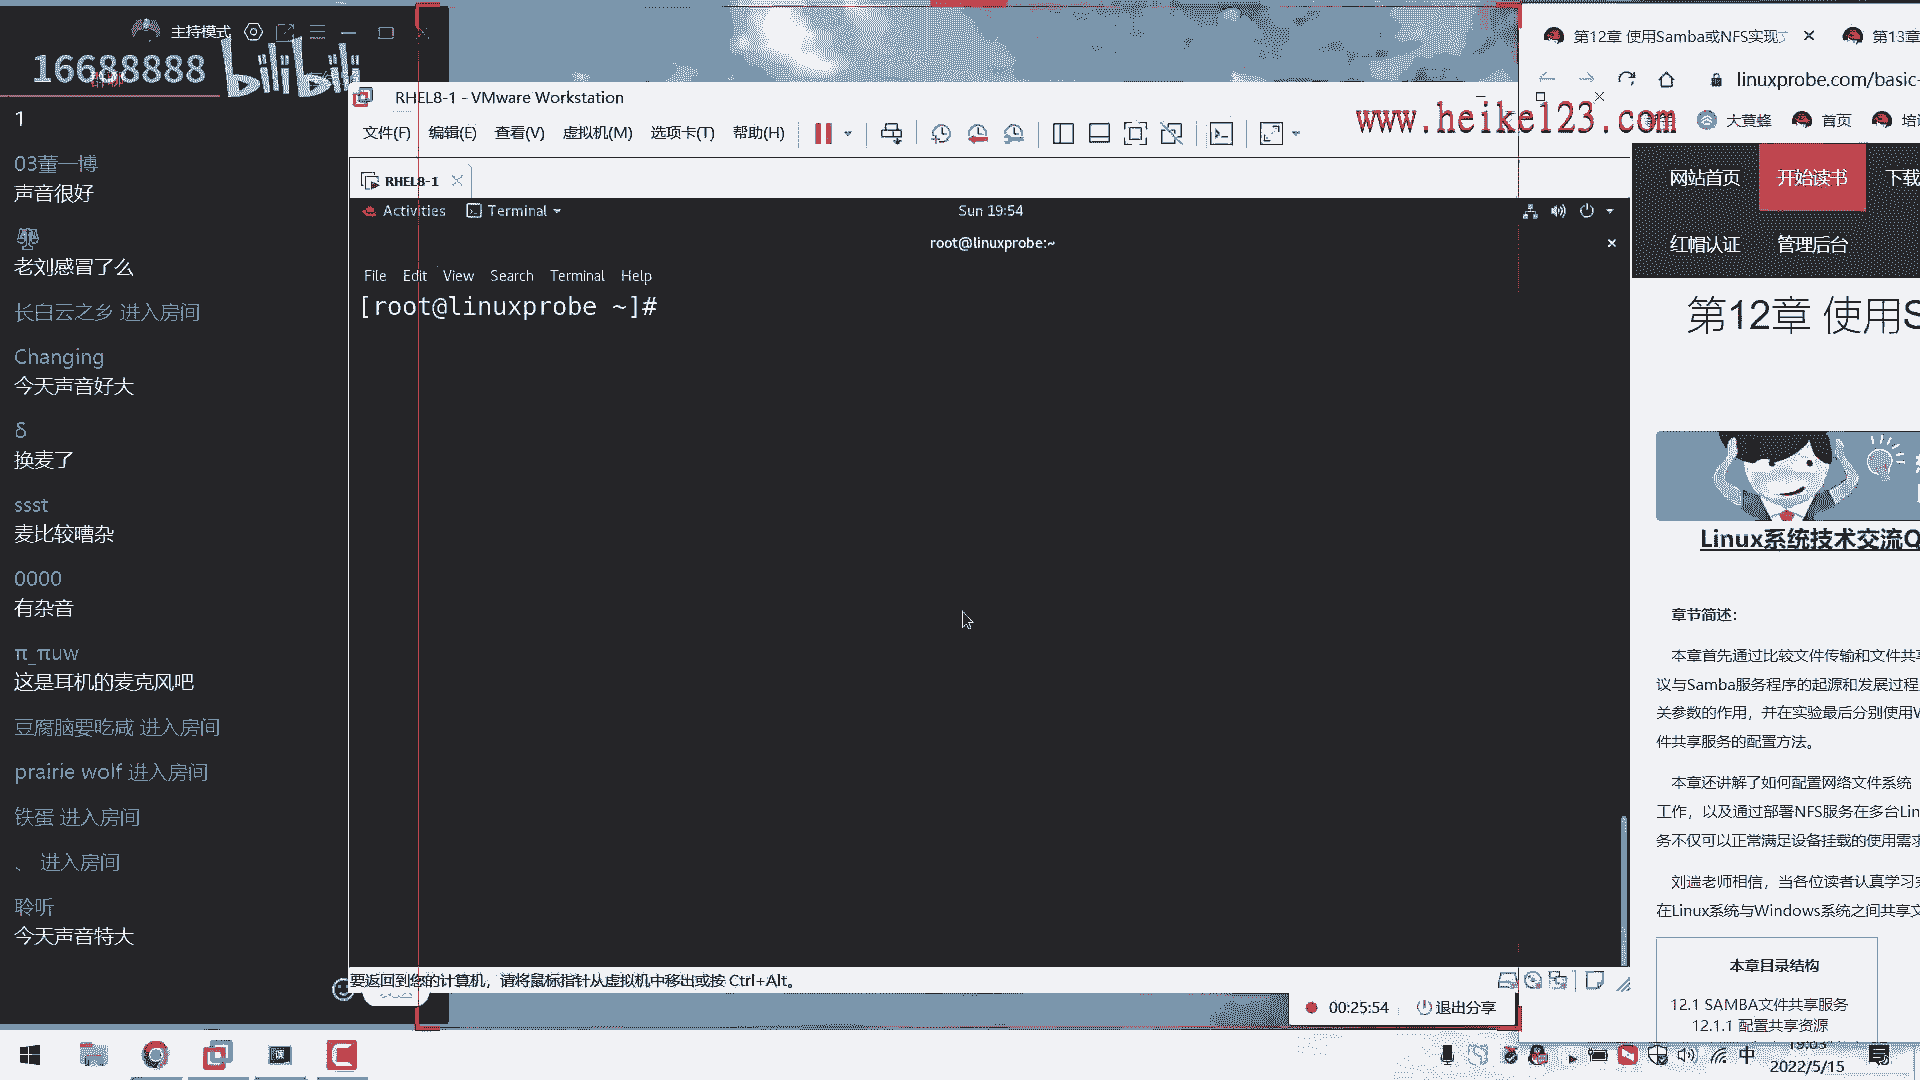 主持模式
16688888
bilibili
1
03董一博
声音很好
老刘感冒了么
长白云之乡 进入房间
Changing
今天声音好大
δ
换麦了
ssst
麦比较嘈杂
0000
有杂音
π_πuw
这是耳机的麦克风吧
豆腐脑要吃咸 进入房间
prairie wolf 进入房间
铁蛋 进入房间
、 进入房间
聆听
今天声音特大
RHEL8-1 - VMware Workstation
文件(F) 编辑(E) 查看(V) 虚拟机(M) 选项卡(T) 帮助(H)
www.heike123.com
RHEL8-1
Activities Terminal Sun 19:54
root@linuxprobe:~
File Edit View Search Terminal Help
[root@linuxprobe ~]#
要返回到您的计算机，请将鼠标指针从虚拟机中移出或按 Ctrl+Alt。
00:25:54 退出分享
第12章 使用Samba或NFS实现文 第13章
linuxprobe.com/basic-
大黄蜂 首页 培训
网站首页 开始读书 下载
红帽认证 管理后台
第12章 使用S
Linux系统技术交流Q
章节简述：
本章首先通过比较文件传输和文件共享
议与Samba服务程序的起源和发展过程
关参数的作用，并在实验最后分别使用W
件共享服务的配置方法。
本章还讲解了如何配置网络文件系统
工作，以及通过部署NFS服务在多台Lin
务不仅可以正常满足设备挂载的使用需求
刘遄老师相信，当各位读者认真学习完
在Linux系统与Windows系统之间共享文
本章目录结构
12.1 SAMBA文件共享服务
12.1.1 配置共享资源
中
19:03
2022/5/15